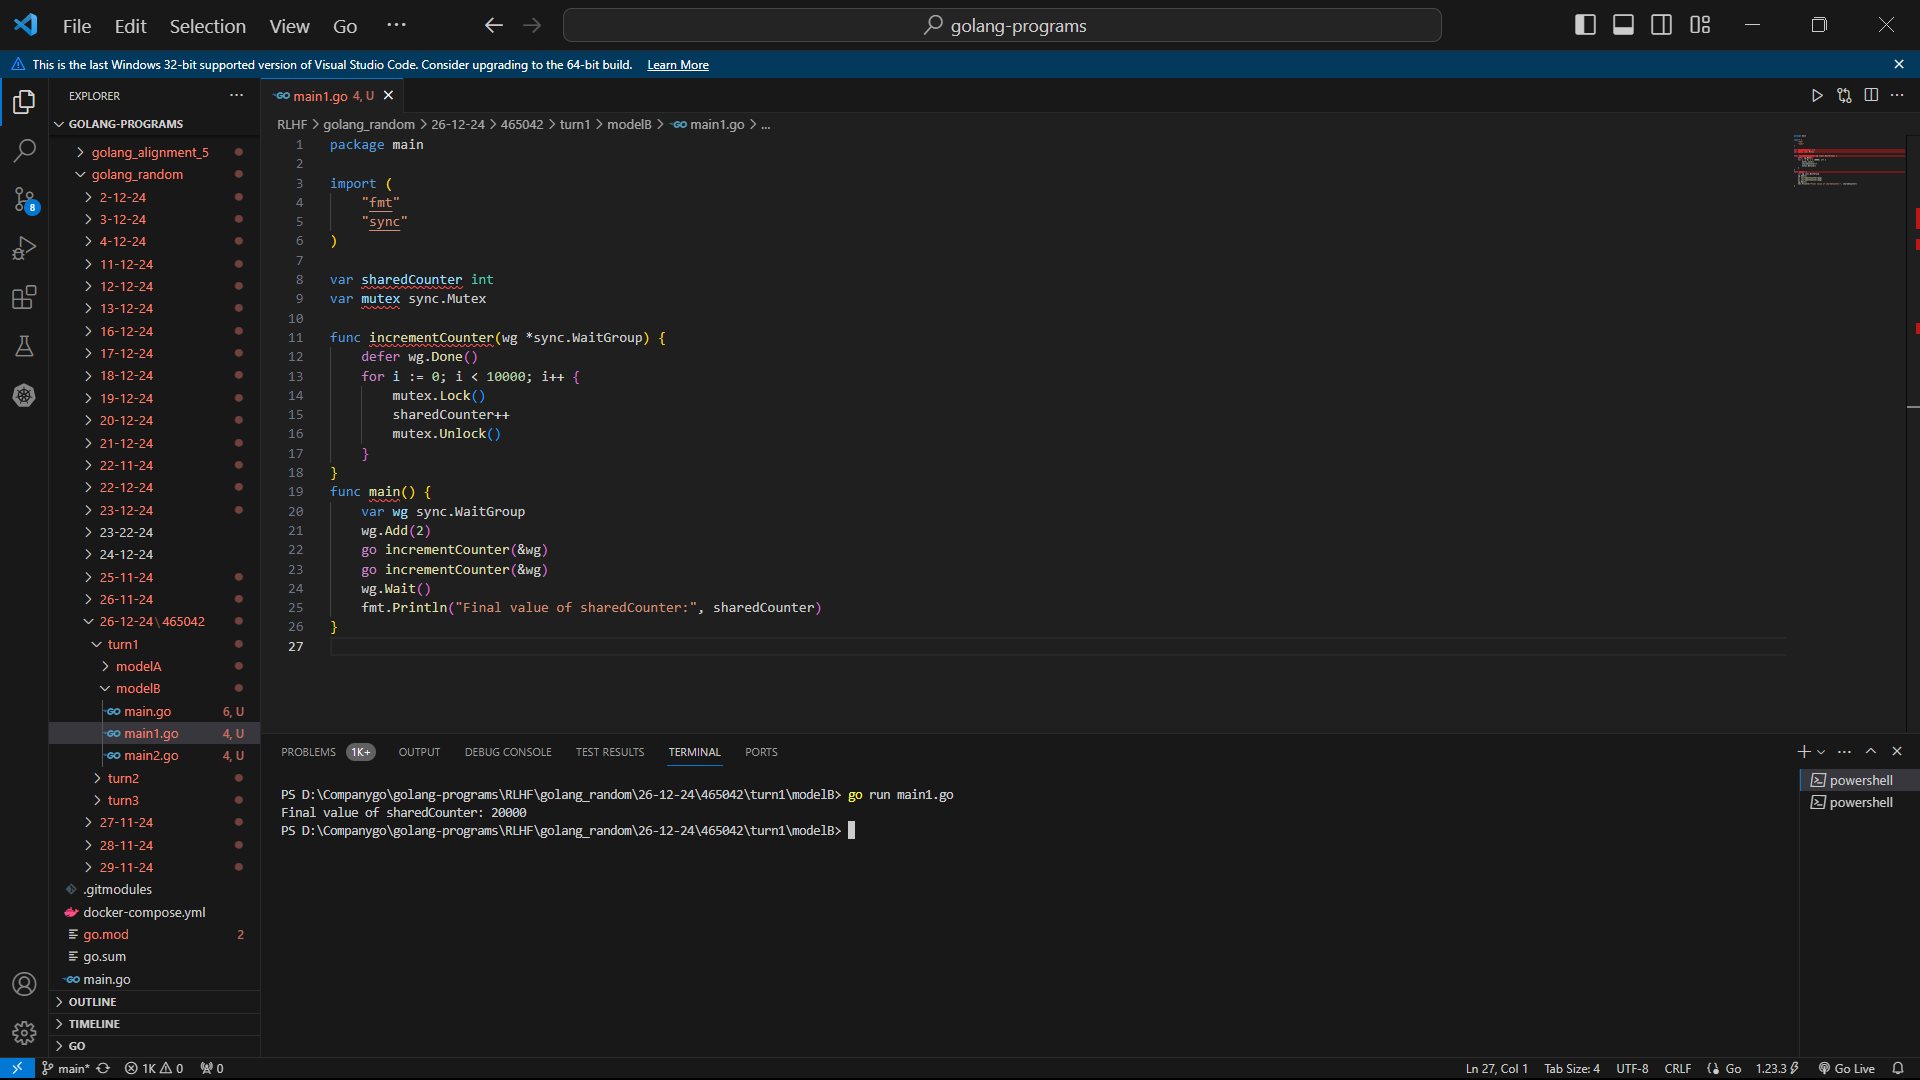 File Edit Selection View Go ···
golang-programs
This is the last Windows 32-bit supported version of Visual Studio Code. Consider upgrading to the 64-bit build. Learn More
EXPLORER
GOLANG-PROGRAMS
golang_alignment_5
golang_random
2-12-24
3-12-24
4-12-24
11-12-24
12-12-24
13-12-24
16-12-24
17-12-24
18-12-24
19-12-24
20-12-24
21-12-24
22-11-24
22-12-24
23-12-24
23-22-24
24-12-24
25-11-24
26-11-24
26-12-24\465042
turn1
modelA
modelB
main.go 6, U
main1.go 4, U
main2.go 4, U
turn2
turn3
27-11-24
28-11-24
29-11-24
.gitmodules
docker-compose.yml
go.mod 2
go.sum
main.go
OUTLINE
TIMELINE
GO
8
main1.go 4, U
RLHF > golang_random > 26-12-24 > 465042 > turn1 > modelB > main1.go > ...
1 package main
2
3 import (
4 "fmt"
5 "sync"
6 )
7
8 var sharedCounter int
9 var mutex sync.Mutex
10
11 func incrementCounter(wg *sync.WaitGroup) {
12 defer wg.Done()
13 for i := 0; i < 10000; i++ {
14 mutex.Lock()
15 sharedCounter++
16 mutex.Unlock()
17 }
18 }
19 func main() {
20 var wg sync.WaitGroup
21 wg.Add(2)
22 go incrementCounter(&wg)
23 go incrementCounter(&wg)
24 wg.Wait()
25 fmt.Println("Final value of sharedCounter:", sharedCounter)
26 }
27
PROBLEMS 1K+ OUTPUT DEBUG CONSOLE TEST RESULTS TERMINAL PORTS
PS D:\Companygo\golang-programs\RLHF\golang_random\26-12-24\465042\turn1\modelB> go run main1.go
Final value of sharedCounter: 20000
PS D:\Companygo\golang-programs\RLHF\golang_random\26-12-24\465042\turn1\modelB>
powershell
powershell
main* 1K 0 0
Ln 27, Col 1 Tab Size: 4 UTF-8 CRLF Go 1.23.3 Go Live